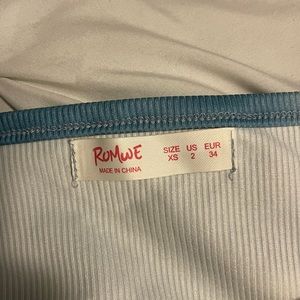 ROMWE
MADE IN CHINA
SIZE US EUR
XS 2 34